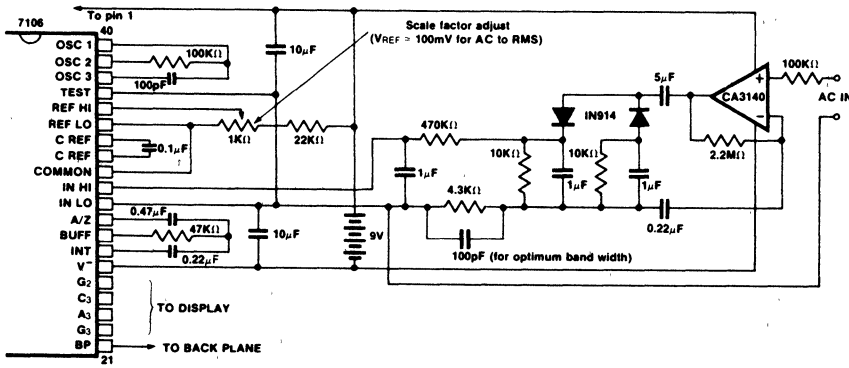 7106
To pin 1
40
OSC 1
OSC 2
OSC 3
TEST
REF HI
REF LO
C REF
C REF
COMMON
IN HI
IN LO
A/Z
BUFF
INT
V⁻
G2
C3
A3
G3
BP
21
100KΩ
100pF
10μF
Scale factor adjust
(VREF = 100mV for AC to RMS)
1KΩ
22KΩ
0.1μF
470KΩ
1μF
10KΩ
10KΩ
1μF
1μF
IN914
5μF
CA3140
+
−
100KΩ
AC IN
2.2MΩ
4.3KΩ
0.22μF
100pF (for optimum band width)
0.47μF
47KΩ
0.22μF
10μF
9V
TO DISPLAY
TO BACK PLANE